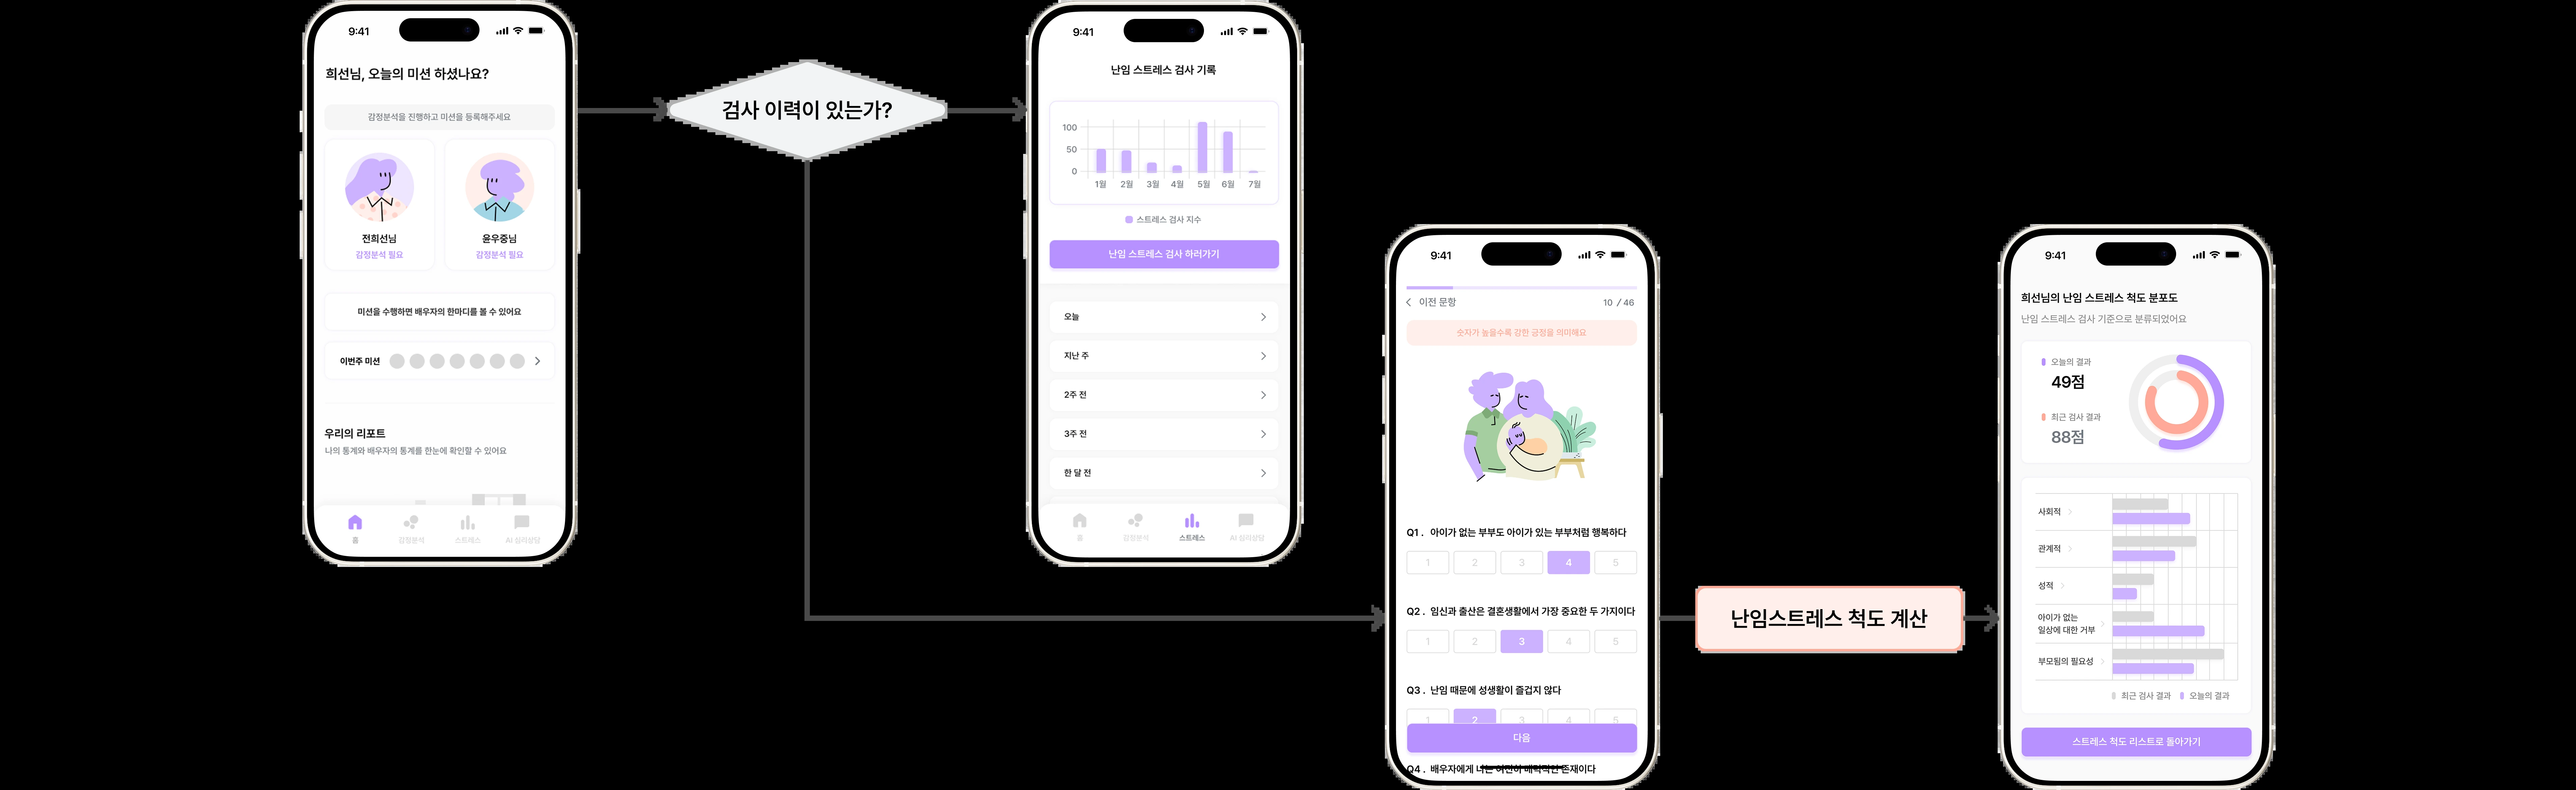 9:41
희선님, 오늘의 미션 하셨나요?
감정분석을 진행하고 미션을 등록해주세요
전희선님
감정분석 필요
윤우중님
감정분석 필요
미션을 수행하면 배우자의 한마디를 볼 수 있어요
이번주 미션
우리의 리포트
나의 통계와 배우자의 통계를 한눈에 확인할 수 있어요
홈
감정분석
스트레스
AI 심리상담
검사 이력이 있는가?
9:41
난임 스트레스 검사 기록
100
50
0
1월 2월 3월 4월 5월 6월 7월
스트레스 검사 지수
난임 스트레스 검사 하러가기
오늘
지난 주
2주 전
3주 전
한 달 전
홈
감정분석
스트레스
AI 심리상담
9:41
이전 문항
10 / 46
숫자가 높을수록 강한 긍정을 의미해요
Q1 . 아이가 없는 부부도 아이가 있는 부부처럼 행복하다
1 2 3 4 5
Q2 . 임신과 출산은 결혼생활에서 가장 중요한 두 가지이다
1 2 3 4 5
Q3 . 난임 때문에 성생활이 즐겁지 않다
1 2 3 4 5
다음
Q4 . 배우자에게 나는 여전히 매력적인 존재이다
난임스트레스 척도 계산
9:41
희선님의 난임 스트레스 척도 분포도
난임 스트레스 검사 기준으로 분류되었어요
오늘의 결과
49점
최근 검사 결과
88점
사회적
관계적
성적
아이가 없는
일상에 대한 거부
부모됨의 필요성
최근 검사 결과
오늘의 결과
스트레스 척도 리스트로 돌아가기